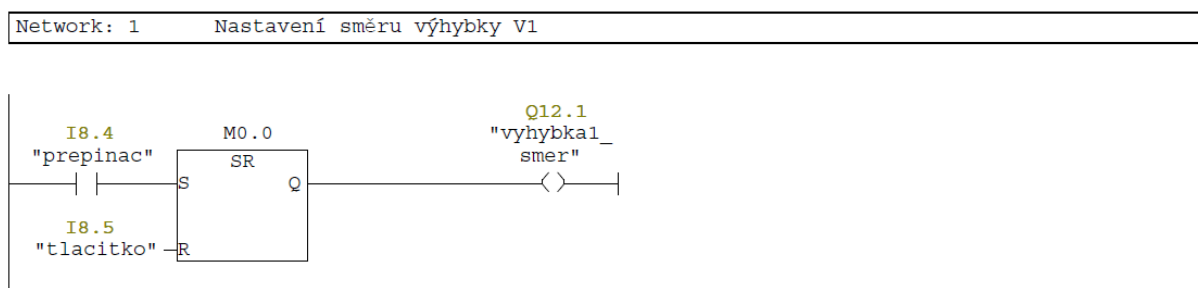 Network: 1 Nastavení směru výhybky V1
Q12.1
I8.4 M0.0 "vyhybka1_
"prepinac" SR smer"
S Q
I8.5
"tlacitko" R